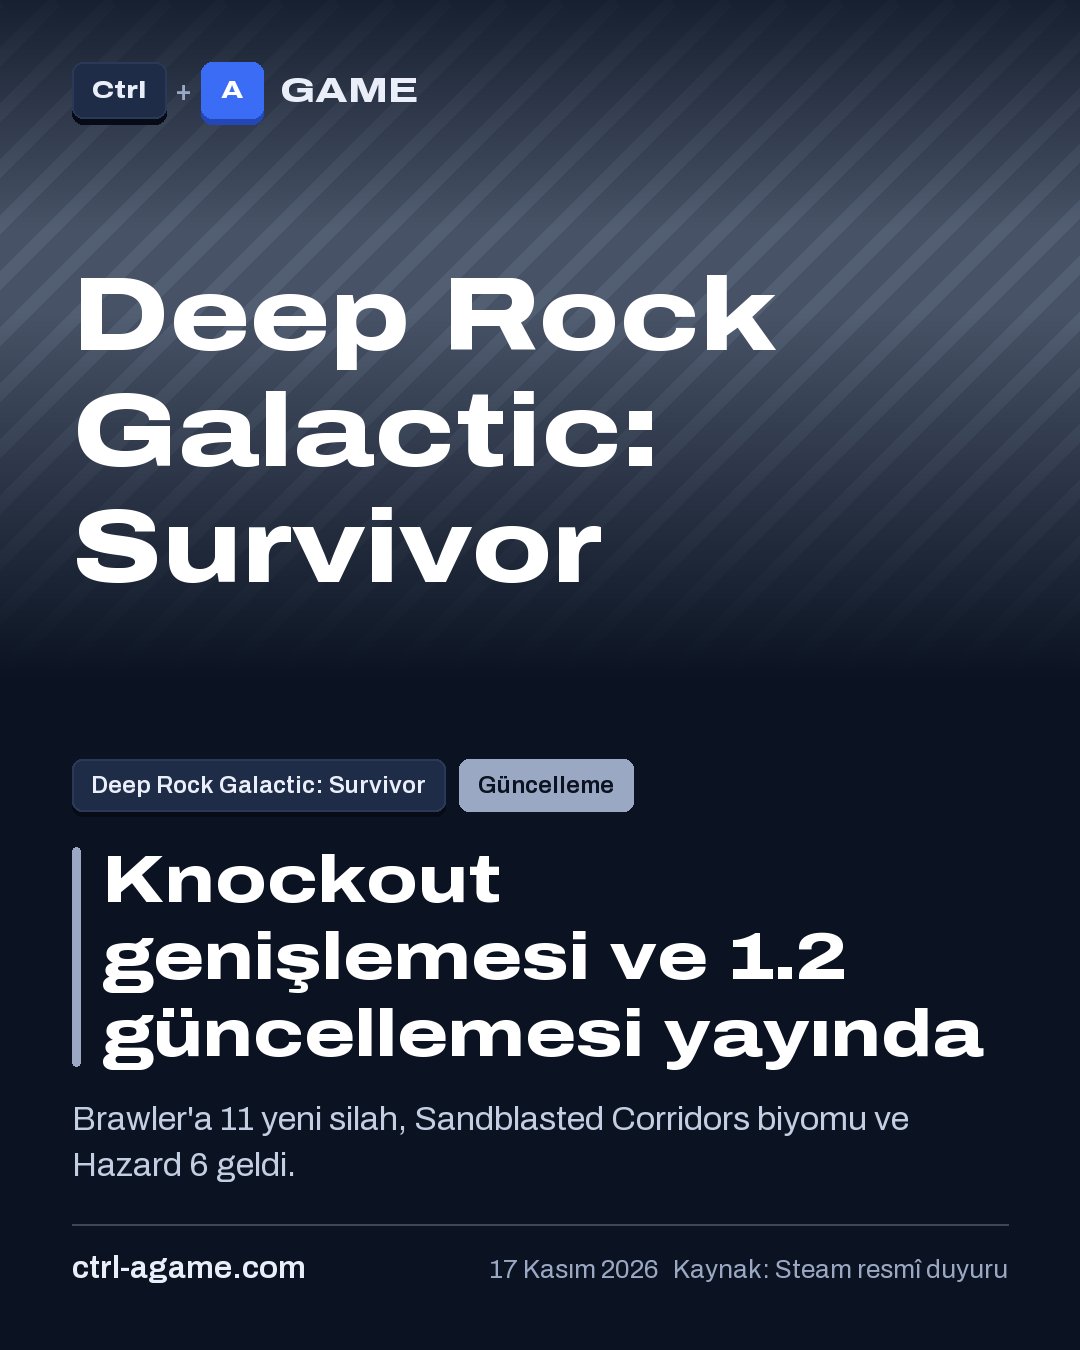 Ctrl + A GAME
Deep Rock
Galactic:
Survivor
Deep Rock Galactic: Survivor Güncelleme
Knockout
genişlemesi ve 1.2
güncellemesi yayında
Brawler'a 11 yeni silah, Sandblasted Corridors biyomu ve
Hazard 6 geldi.
ctrl-agame.com 17 Kasım 2026 Kaynak: Steam resmî duyuru